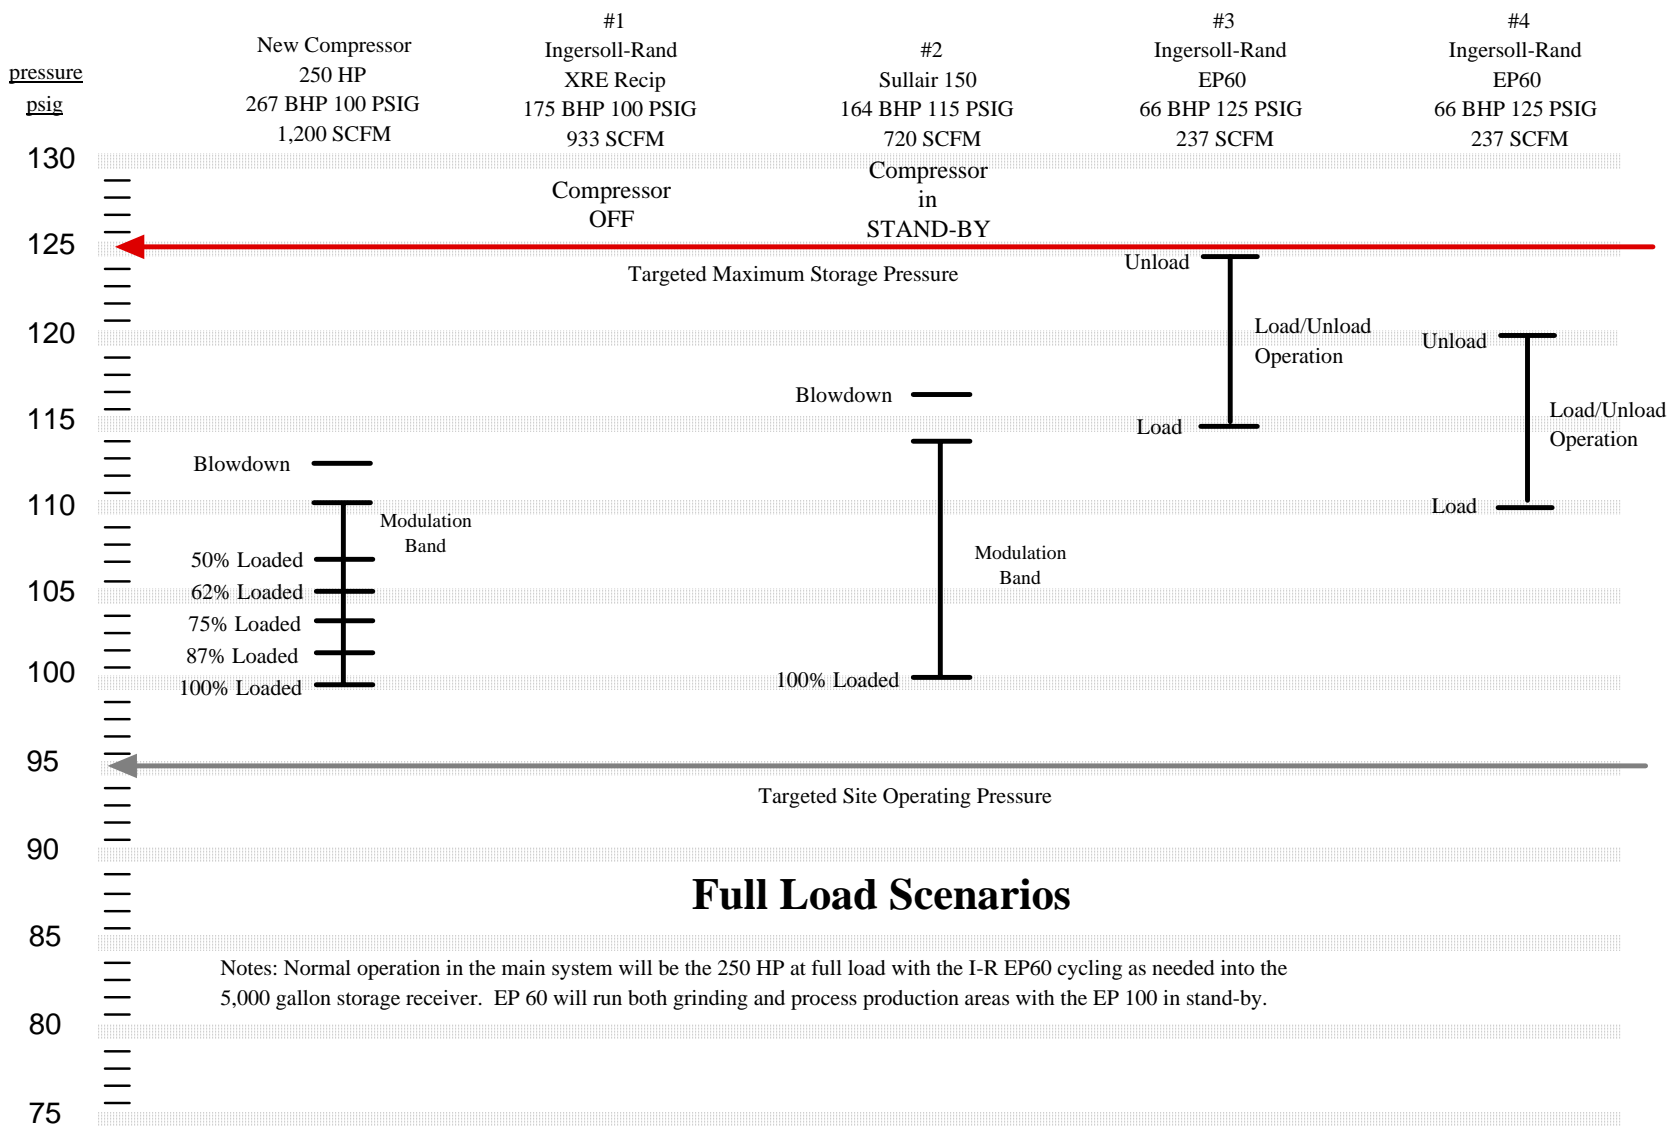 pressure
psig
New Compressor
250 HP
267 BHP 100 PSIG
1,200 SCFM
#1
Ingersoll-Rand
XRE Recip
175 BHP 100 PSIG
933 SCFM
#2
Sullair 150
164 BHP 115 PSIG
720 SCFM
#3
Ingersoll-Rand
EP60
66 BHP 125 PSIG
237 SCFM
#4
Ingersoll-Rand
EP60
66 BHP 125 PSIG
237 SCFM
130
Compressor
OFF
Compressor
in
STAND-BY
125
Targeted Maximum Storage Pressure
Unload
Load/Unload
Operation
Load
120
Unload
Load/Unload
Operation
Load
115
Blowdown
Modulation
Band
100% Loaded
110
Blowdown
Modulation
Band
50% Loaded
62% Loaded
75% Loaded
87% Loaded
100% Loaded
105
100
95
Targeted Site Operating Pressure
90
Full Load Scenarios
85
Notes: Normal operation in the main system will be the 250 HP at full load with the I-R EP60 cycling as needed into the
5,000 gallon storage receiver.  EP 60 will run both grinding and process production areas with the EP 100 in stand-by.
80
75